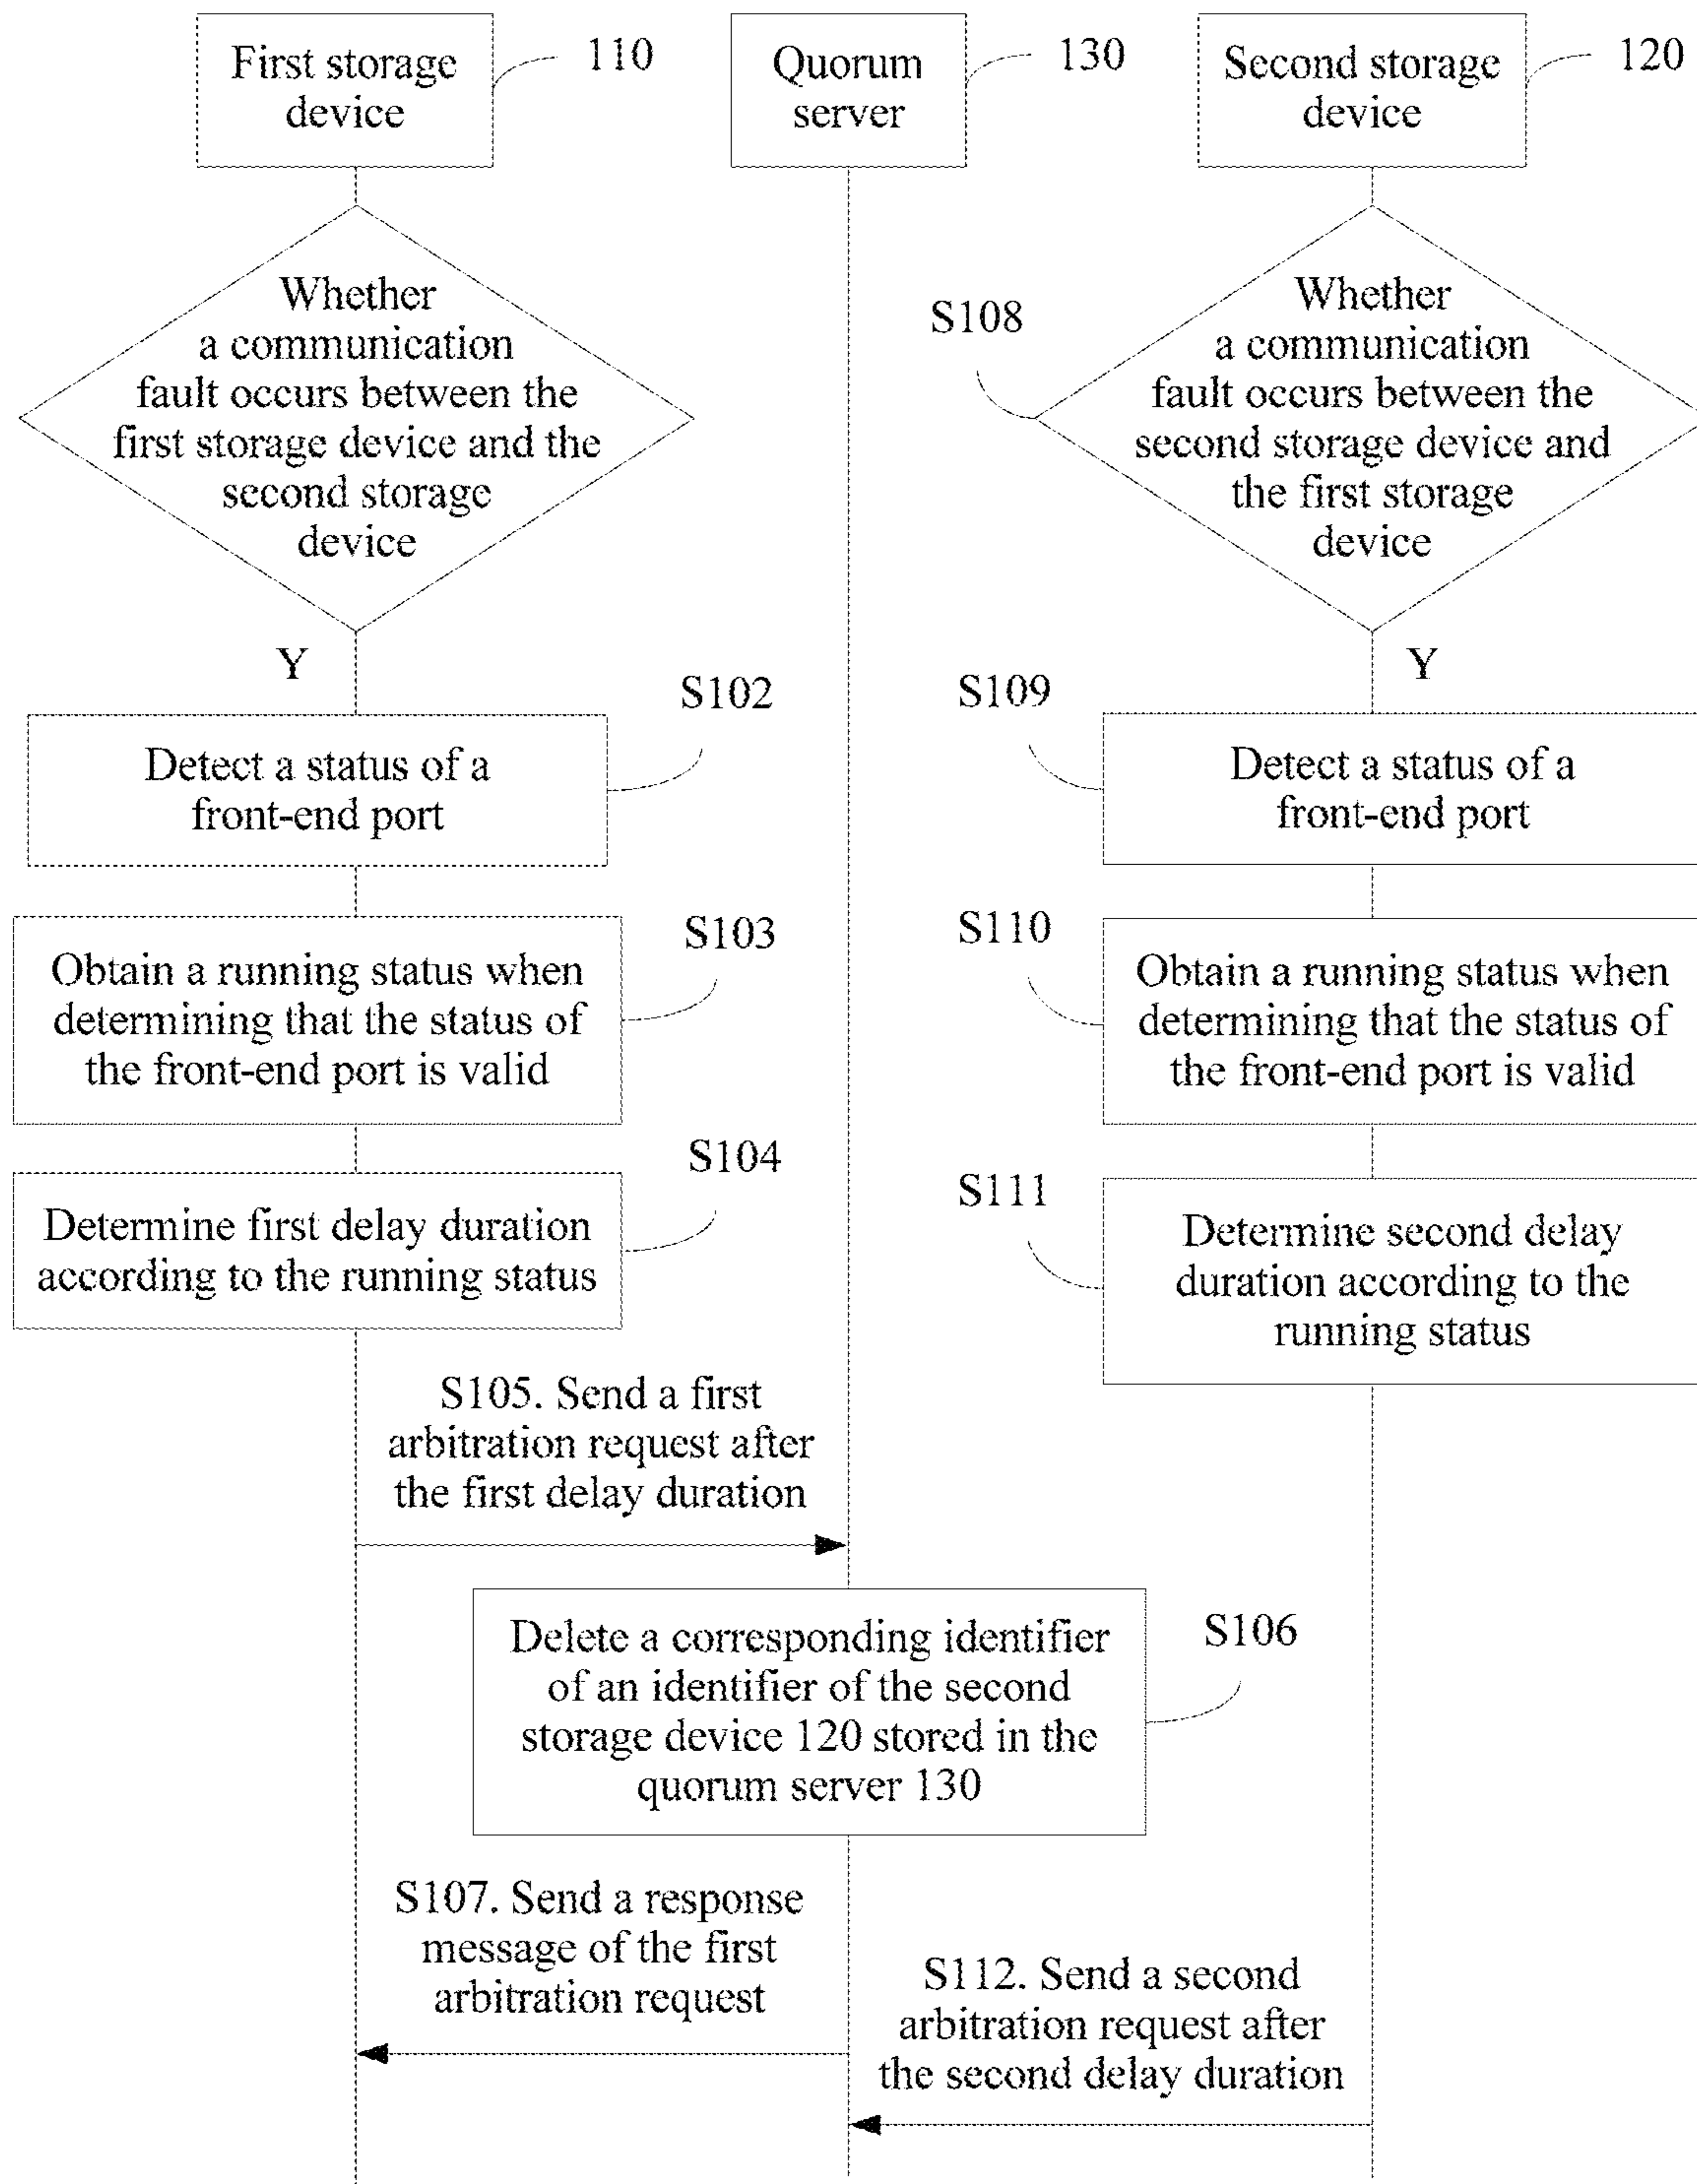 First storage
device
110
Quorum
server
130
Second storage
device
120
Whether
a communication
fault occurs between the
first storage device and the
second storage
device
S108
Whether
a communication
fault occurs between the
second storage device and
the first storage
device
Y
Y
S102
Detect a status of a
front-end port
S109
Detect a status of a
front-end port
S103
Obtain a running status when
determining that the status of
the front-end port is valid
S110
Obtain a running status when
determining that the status of
the front-end port is valid
S104
Determine first delay duration
according to the running status
S111
Determine second delay
duration according to the
running status
S105. Send a first
arbitration request after
the first delay duration
Delete a corresponding identifier
of an identifier of the second
storage device 120 stored in the
quorum server 130
S106
S107. Send a response
message of the first
arbitration request
S112. Send a second
arbitration request after
the second delay duration